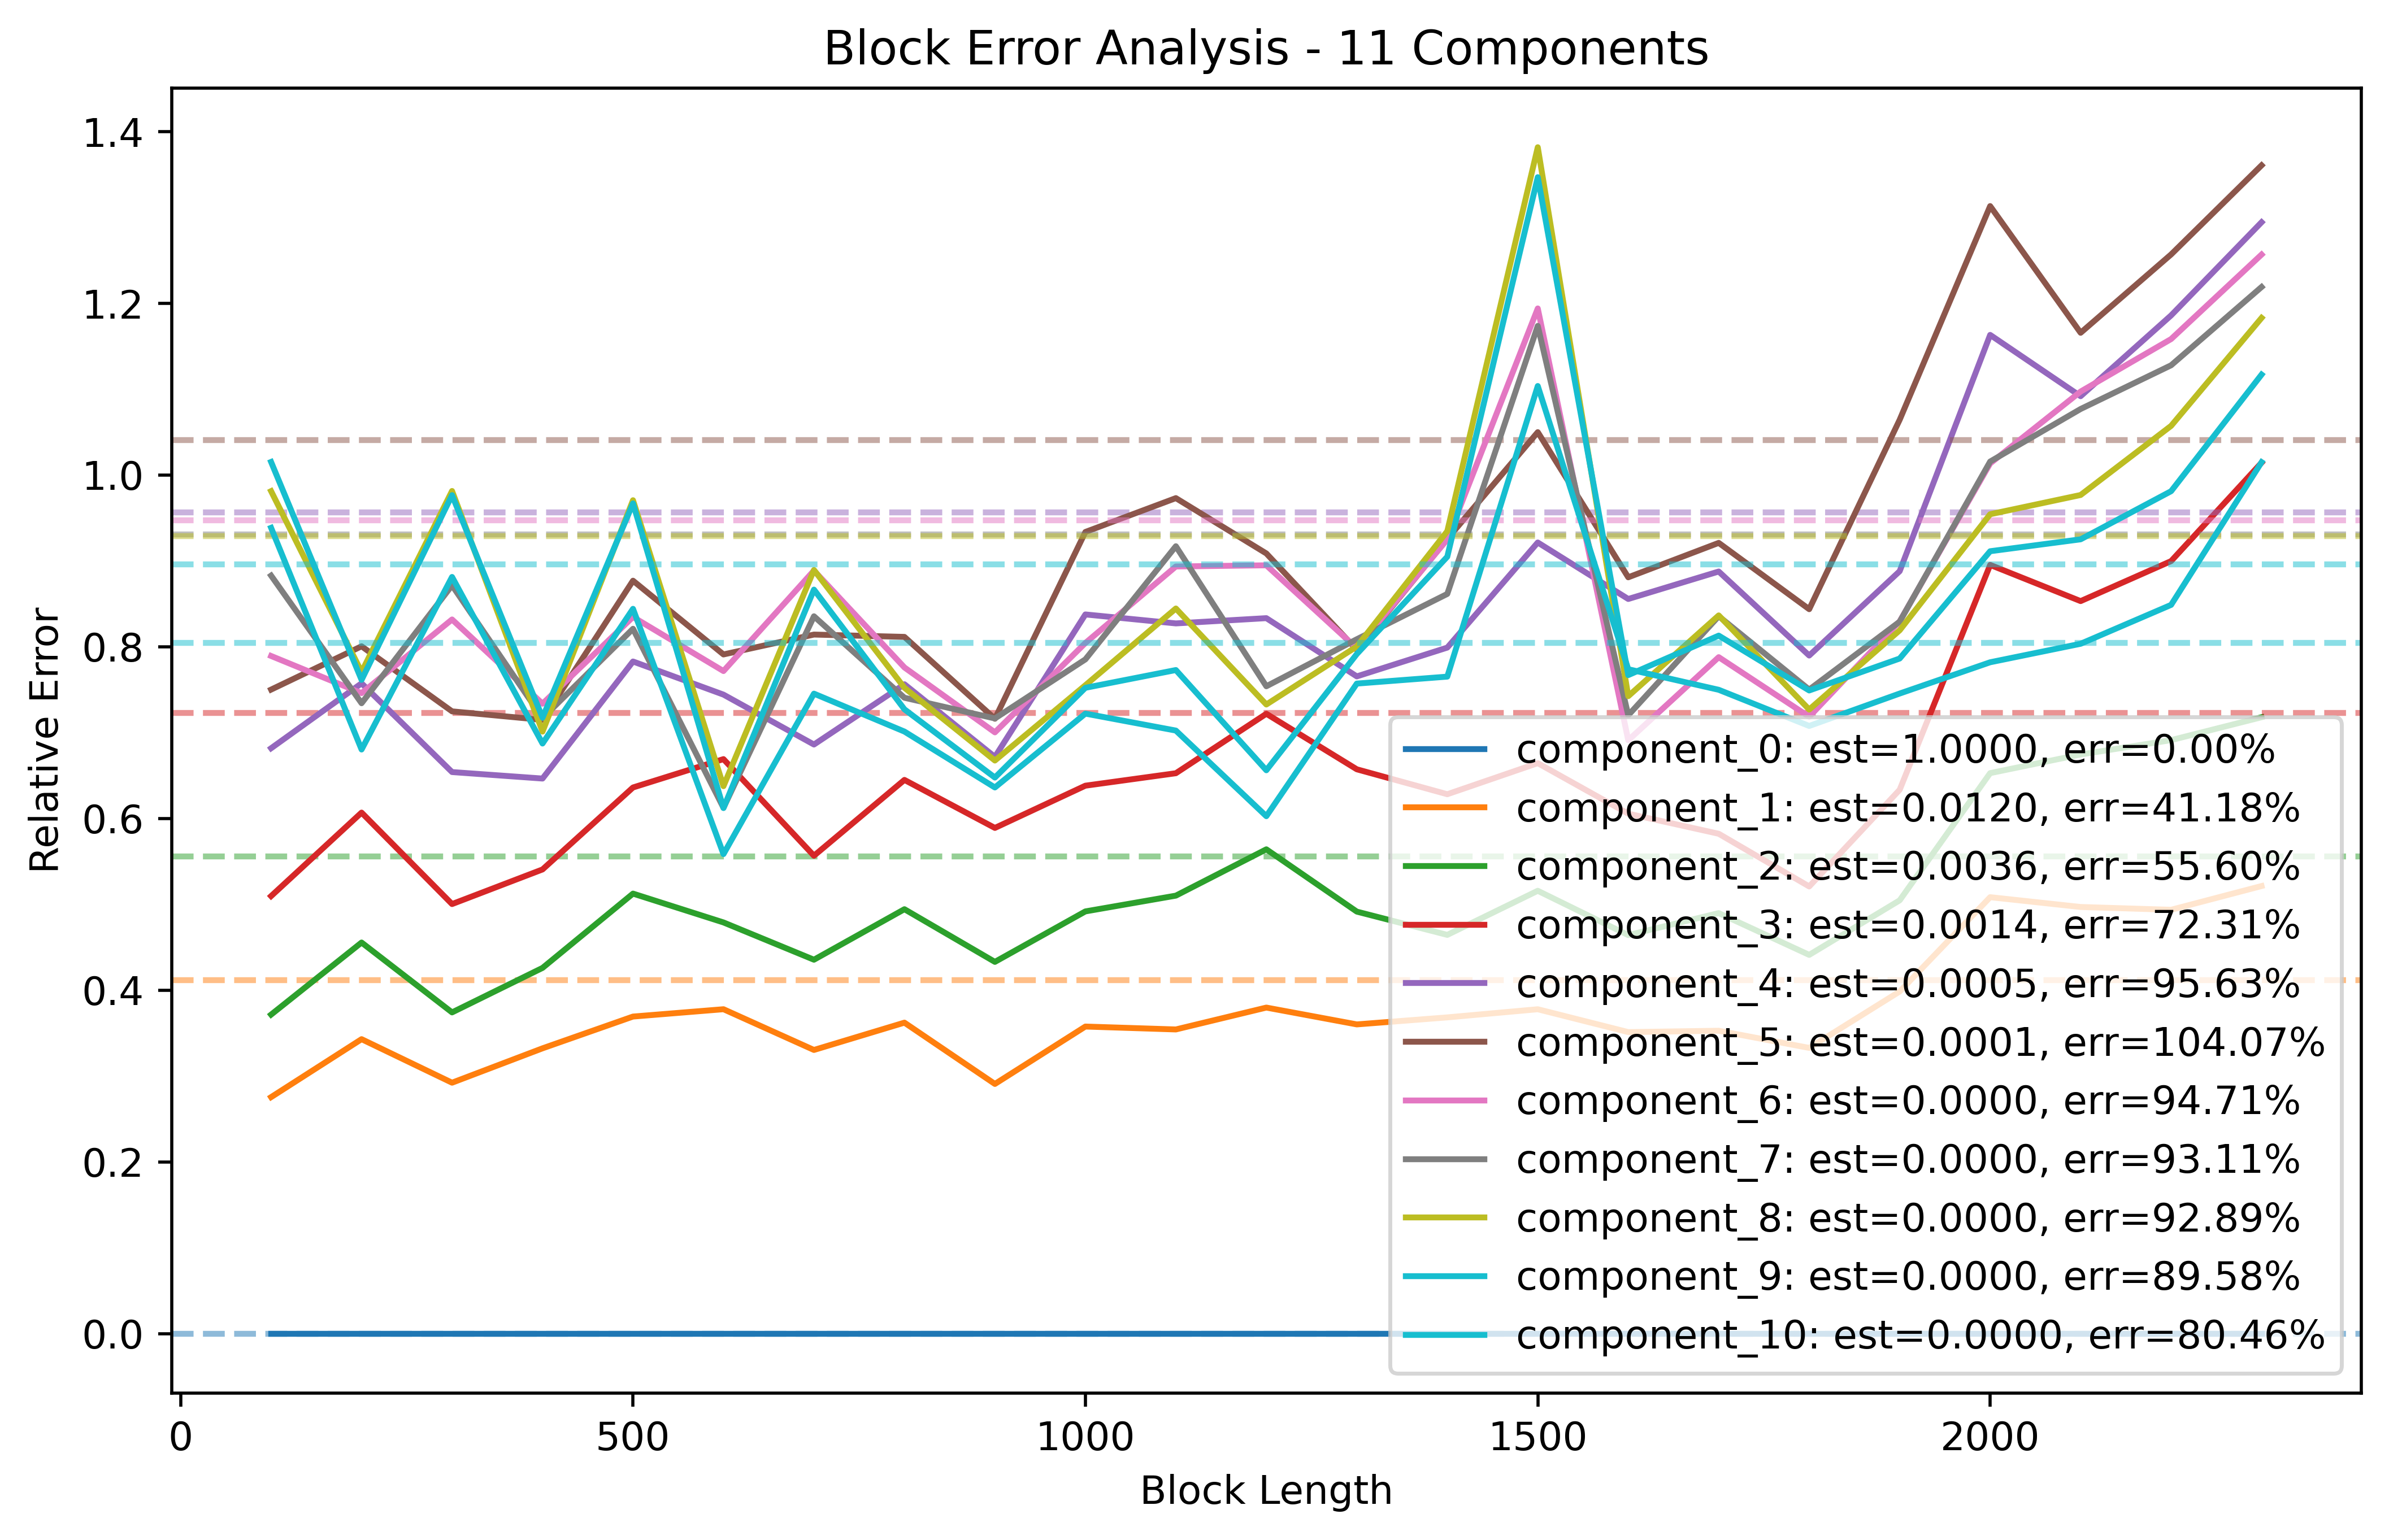 Block Error Analysis - 11 Components
1.4
1.2
1.0
0.8
0.6
0.4
0.2
0.0
Relative Error
component_0: est=1.0000, err=0.00%
component_1: est=0.0120, err=41.18%
component_2: est=0.0036, err=55.60%
component_3: est=0.0014, err=72.31%
component_4: est=0.0005, err=95.63%
component_5: est=0.0001, err=104.07%
component_6: est=0.0000, err=94.71%
component_7: est=0.0000, err=93.11%
component_8: est=0.0000, err=92.89%
component_9: est=0.0000, err=89.58%
component_10: est=0.0000, err=80.46%
0 500 1000 1500 2000
Block Length